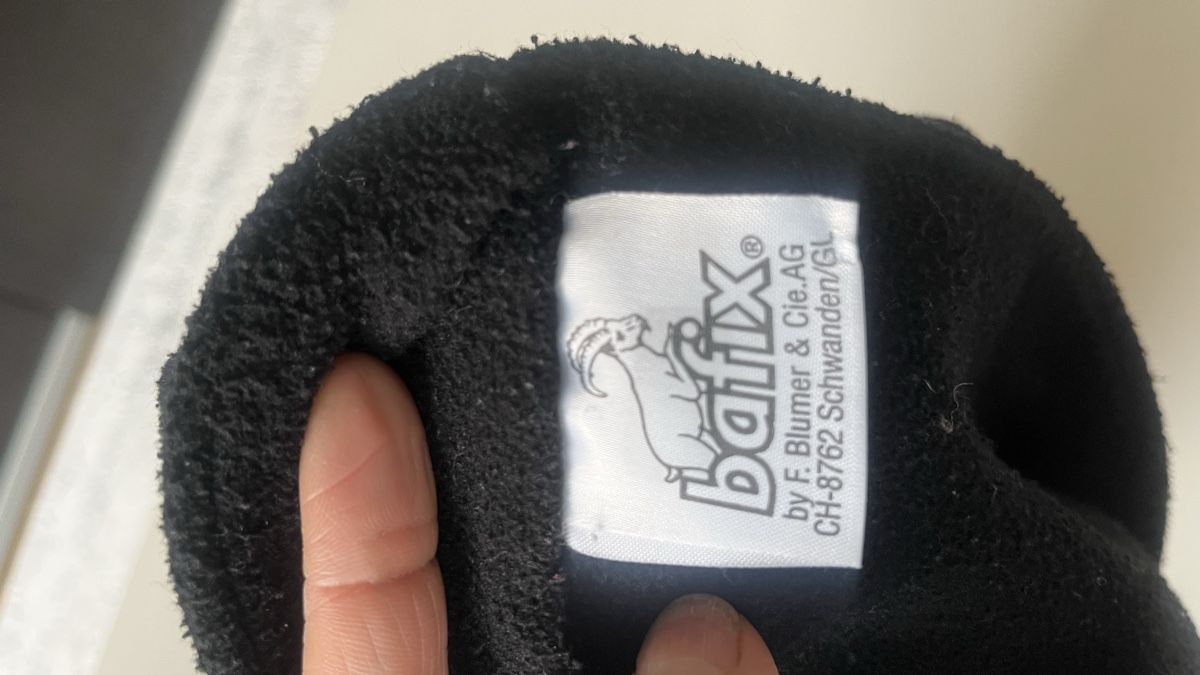 bafix®
by F. Blumer & Cie.AG
CH-8762 Schwanden/GL